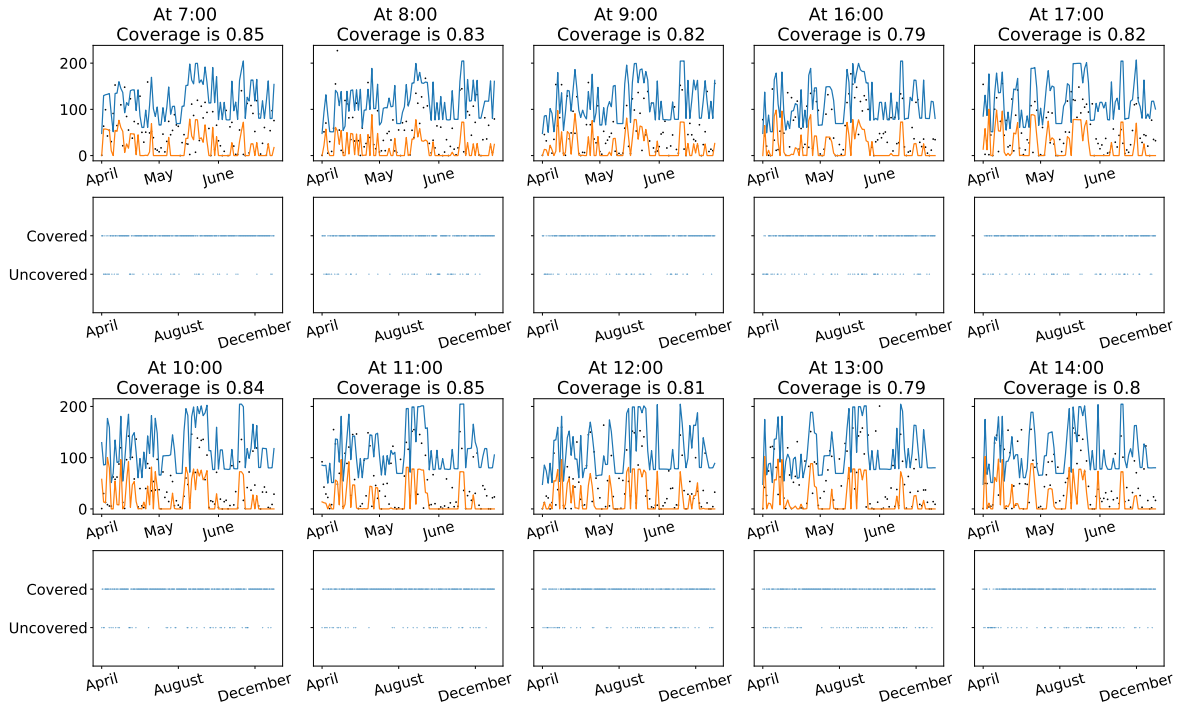 At 7:00
Coverage is 0.85
At 8:00
Coverage is 0.83
At 9:00
Coverage is 0.82
At 16:00
Coverage is 0.79
At 17:00
Coverage is 0.82
200
100
0
April May June
April May June
April May June
April May June
April May June
Covered
Uncovered
April August December
April August December
April August December
April August December
April August December
At 10:00
Coverage is 0.84
At 11:00
Coverage is 0.85
At 12:00
Coverage is 0.81
At 13:00
Coverage is 0.79
At 14:00
Coverage is 0.8
200
100
0
April May June
April May June
April May June
April May June
April May June
Covered
Uncovered
April August December
April August December
April August December
April August December
April August December